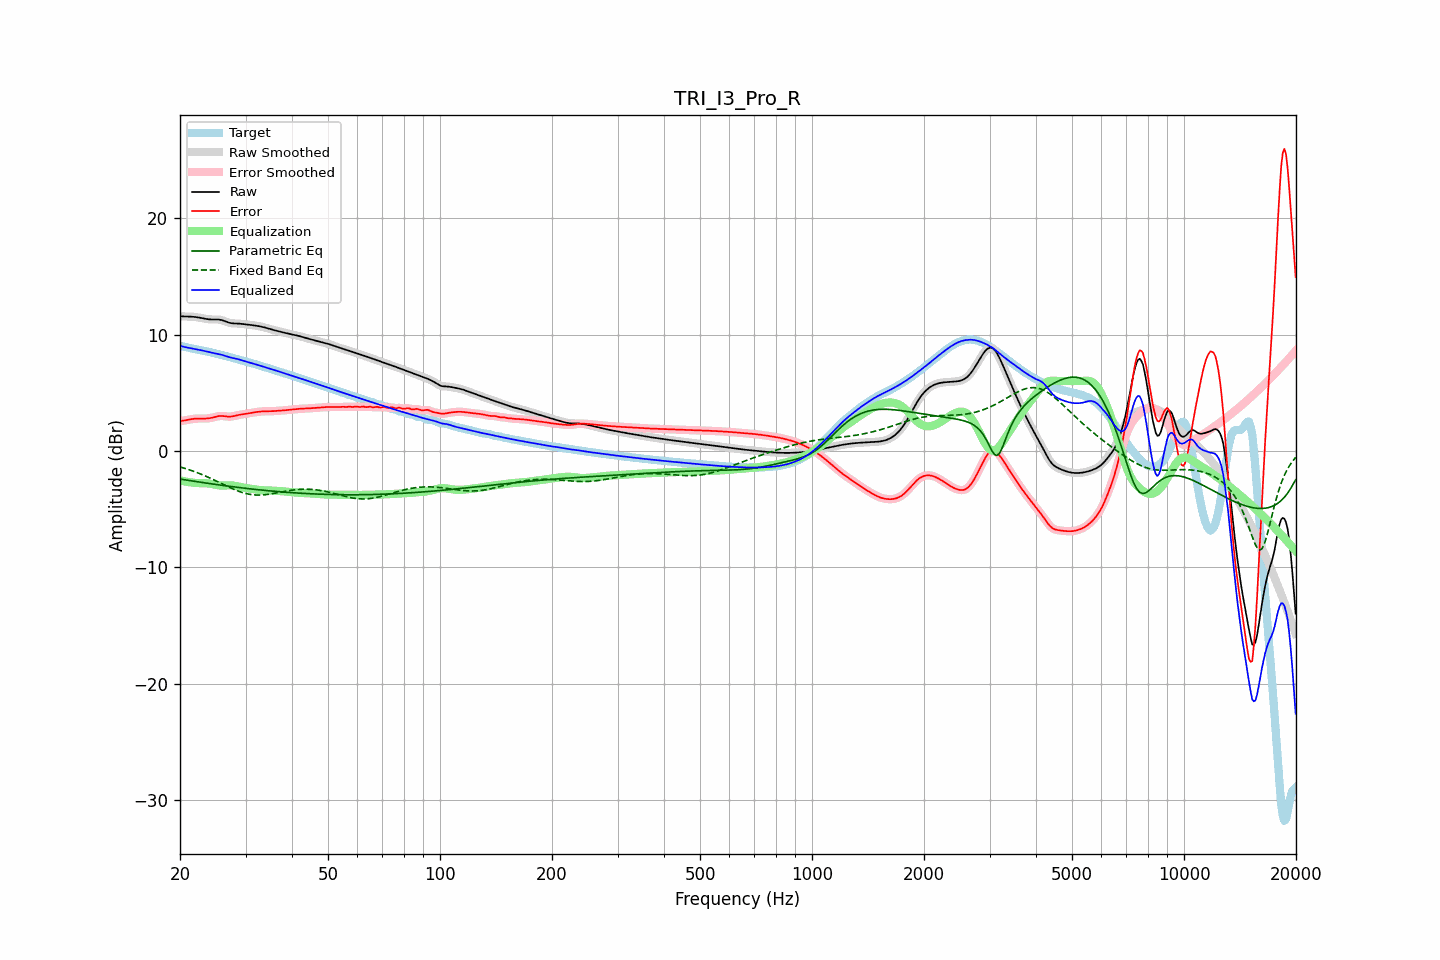 TRI_I3_Pro_R
Target
Raw Smoothed
Error Smoothed
Raw
Error
Equalization
Parametric Eq
Fixed Band Eq
Equalized
Amplitude (dBr)
20
10
0
−10
−20
−30
20 50 100 200 500 1000 2000 5000 10000 20000
Frequency (Hz)